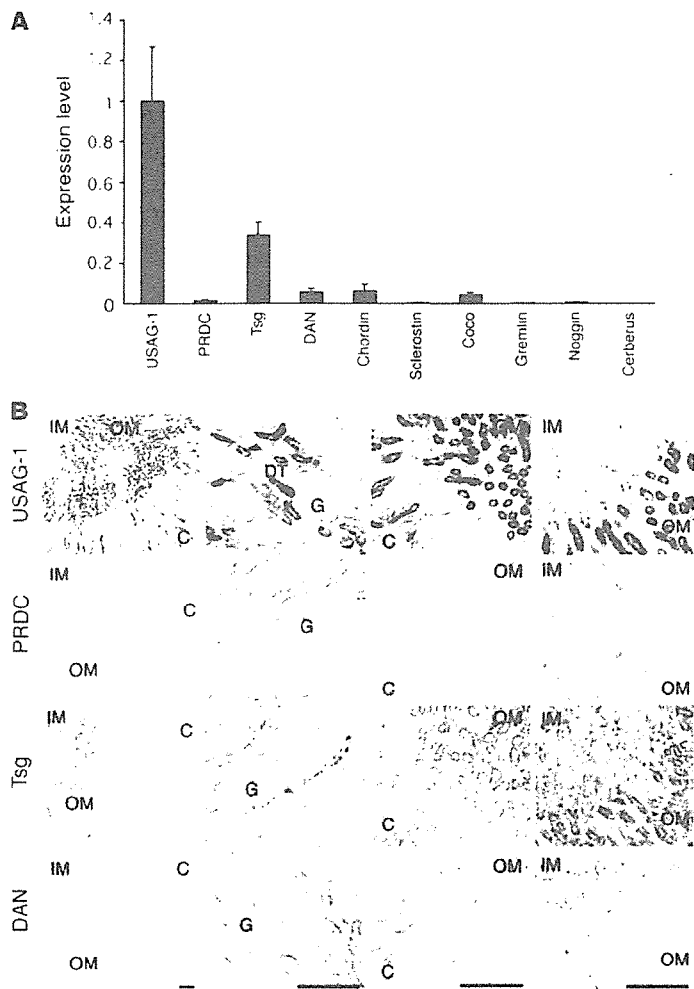 A
1.4
1.2
1
0.8
0.6
0.4
0.2
0
Expression level
USAG-1
PRDC
Tsg
DAN
Chordin
Sclerostin
Coco
Gremlin
Noggin
Cerberus
B
USAG-1
IM
OM
C
DT
G
C
IM
OM
PRDC
IM
C
OM
G
OM
C
IM
OM
Tsg
IM
C
OM
G
OM
C
IM
OM
DAN
IM
C
OM
G
OM
C
IM
OM